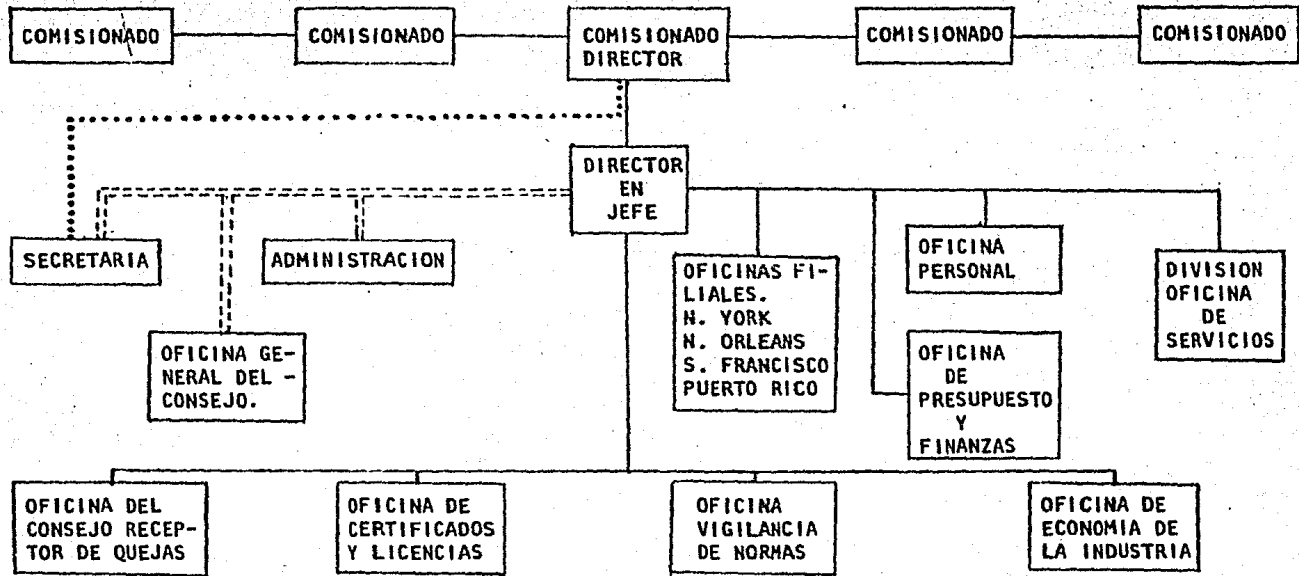 COMISIONADO
COMISIONADO
COMISIONADO
DIRECTOR
COMISIONADO
COMISIONADO
DIRECTOR
EN
JEFE
SECRETARIA
ADMINISTRACION
OFICINA GE-
NERAL DEL -
CONSEJO.
OFICINAS FI-
LIALES.
N. YORK
N. ORLEANS
S. FRANCISCO
PUERTO RICO
OFICINA
PERSONAL
OFICINA
DE
PRESUPUESTO
Y
FINANZAS
DIVISION
OFICINA
DE
SERVICIOS
OFICINA DEL
CONSEJO RECEP-
TOR DE QUEJAS
OFICINA DE
CERTIFICADOS
Y LICENCIAS
OFICINA
VIGILANCIA
DE NORMAS
OFICINA DE
ECONOMIA DE
LA INDUSTRIA